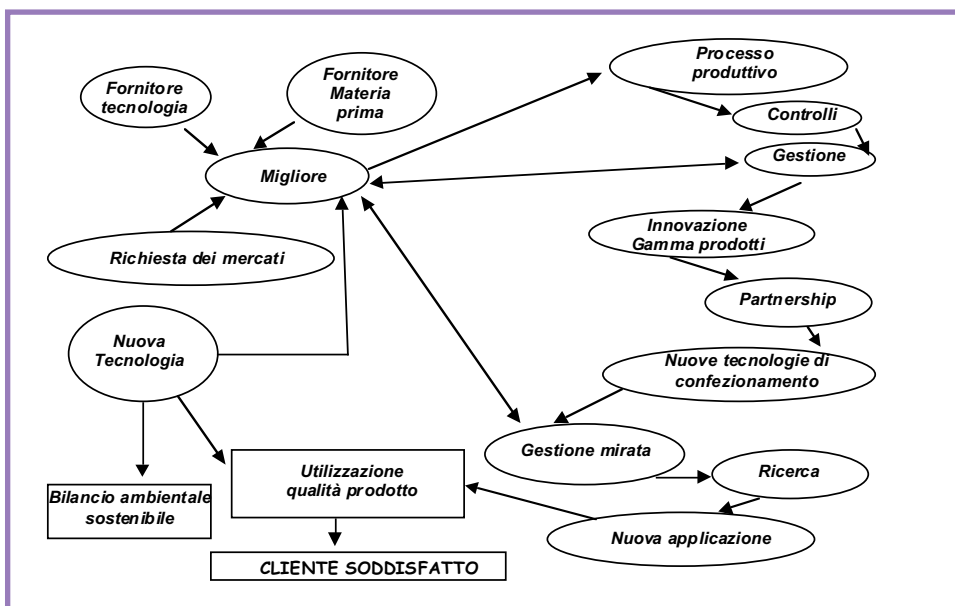 Fornitore
tecnologia
Fornitore
Materia
prima
Processo
produttivo
Controlli
Gestione
Migliore
Innovazione
Gamma prodotti
Richiesta dei mercati
Partnership
Nuova
Tecnologia
Nuove tecnologie di
confezionamento
Gestione mirata
Ricerca
Utilizzazione
qualità prodotto
Bilancio ambientale
sostenibile
Nuova applicazione
CLIENTE SODDISFATTO